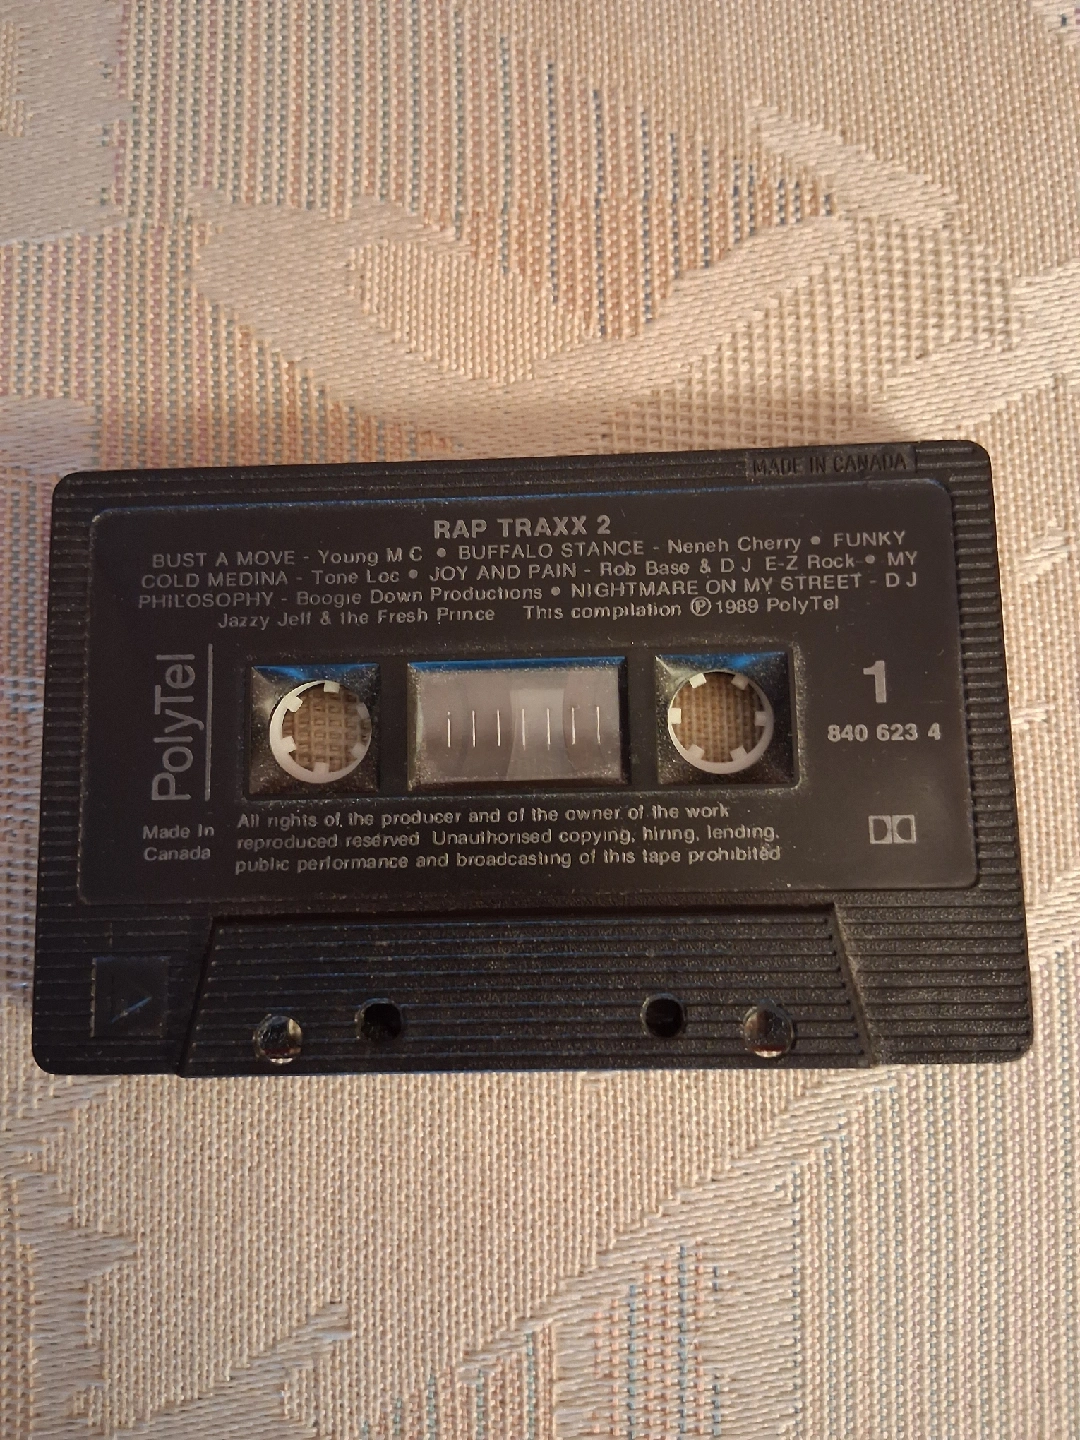 MADE IN CANADA
RAP TRAXX 2
BUST A MOVE - Young M C • BUFFALO STANCE - Neneh Cherry • FUNKY
COLD MEDINA - Tone Loc • JOY AND PAIN - Rob Base & D J E-Z Rock • MY
PHILOSOPHY - Boogie Down Productions • NIGHTMARE ON MY STREET - D J
Jazzy Jeff & the Fresh Prince This compilation ℗ 1989 PolyTel
PolyTel
1
840 623 4
Made In
Canada
All rights of the producer and of the owner of the work
reproduced reserved Unauthorised copying, hiring, lending,
public performance and broadcasting of this tape prohibited